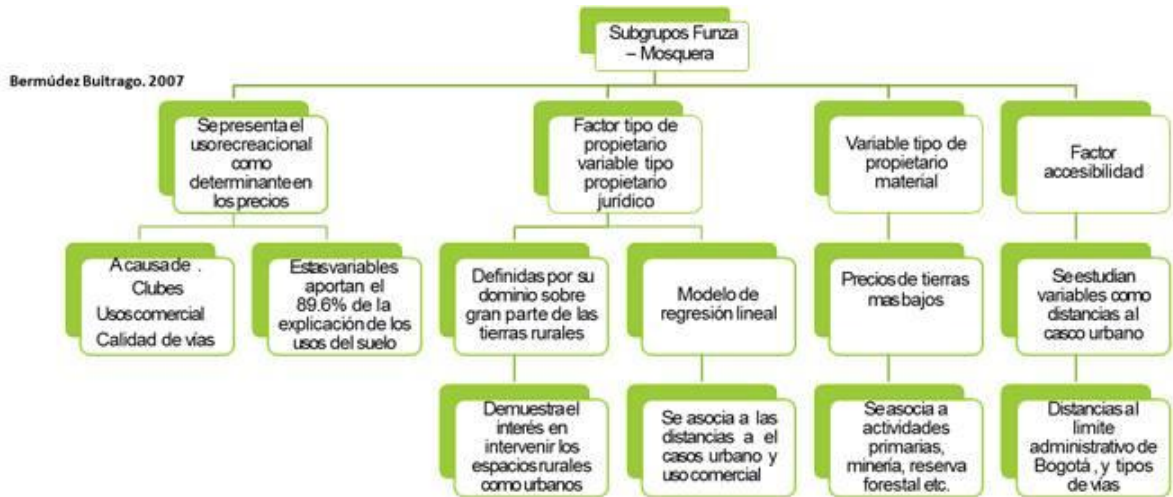 Subgrupos Funza
– Mosquera
Bermúdez Buitrago. 2007
Se presenta el
uso recreacional
como
determinante en
los precios
Factor tipo de
propietario
variable tipo
propietario
jurídico
Variable tipo de
propietario
material
Factor
accesibilidad
A causa de .
Clubes
Usos comercial
Calidad de vías
Estas variables
aportan el
89.6% de la
explicación de los
usos del suelo
Definidas por su
dominio sobre
gran parte de las
tierras rurales
Modelo de
regresión lineal
Precios de tierras
mas bajos
Se estudian
variables como
distancias al
casco urbano
Demuestra el
interés en
intervenir los
espacios rurales
como urbanos
Se asocia a las
distancias a el
casos urbano y
uso comercial
Se asocia a
actividades
primarias,
minería, reserva
forestal etc.
Distancias al
limite
administrativo de
Bogotá , y tipos
de vías